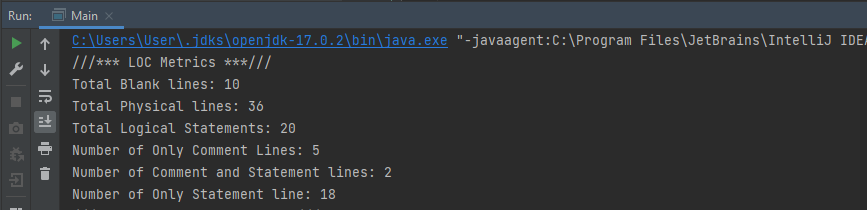 Run: Main
C:\Users\User\.jdks\openjdk-17.0.2\bin\java.exe "-javaagent:C:\Program Files\JetBrains\IntelliJ IDEA
///*** LOC Metrics ***///
Total Blank lines: 10
Total Physical lines: 36
Total Logical Statements: 20
Number of Only Comment Lines: 5
Number of Comment and Statement lines: 2
Number of Only Statement line: 18